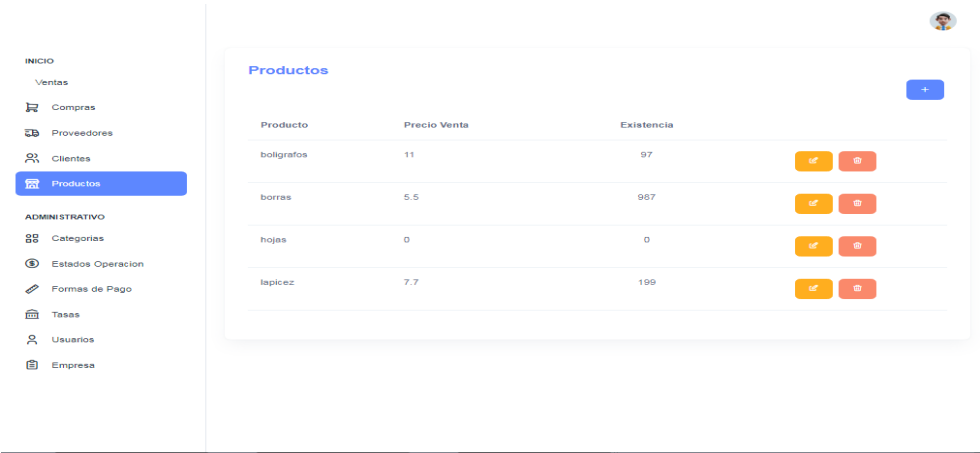 INICIO
Ventas
Compras
Proveedores
Clientes
Productos
ADMINISTRATIVO
Categorias
Estados Operacion
Formas de Pago
Tasas
Usuarios
Empresa
Productos
+
Producto Precio Venta Existencia
boligrafos 11 97
borras 5.5 987
hojas 0 0
lapicez 7.7 199